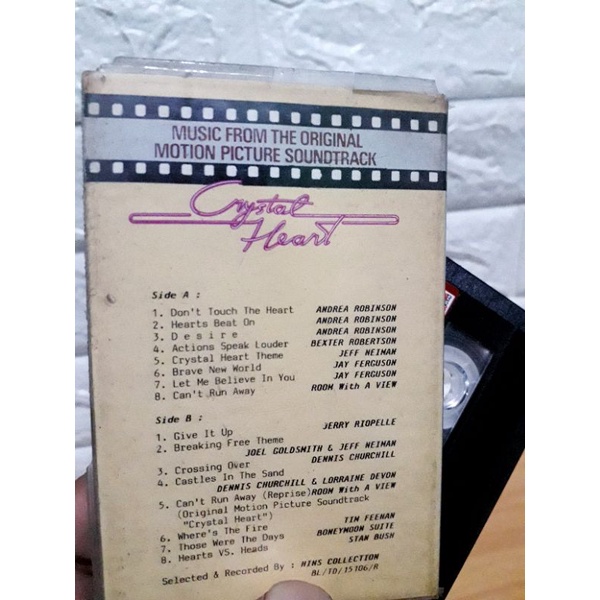 MUSIC FROM THE ORIGINAL
MOTION PICTURE SOUNDTRACK
Crystal
Heart
Side A :
1. Don't Touch The Heart ANDREA ROBINSON
2. Hearts Beat On ANDREA ROBINSON
3. D e s i r e ANDREA ROBINSON
4. Actions Speak Louder BEXTER ROBERTSON
5. Crystal Heart Theme JEFF NEIMAN
6. Brave New World JAY FERGUSON
7. Let Me Believe In You JAY FERGUSON
8. Can't Run Away ROOM With A VIEW
Side B :
1. Give It Up JERRY RIOPELLE
2. Breaking Free Theme
JOEL GOLDSMITH & JEFF NEIMAN
3. Crossing Over DENNIS CHURCHILL
4. Castles In The Sand
DENNIS CHURCHILL & LORRAINE DEVON
5. Can't Run Away (Reprise) ROOM With A VIEW
(Original Motion Picture Soundtrack
"Crystal Heart")
6. Where's The Fire TIM FEEHAN
7. Those Were The Days BONEYMOON SUITE
8. Hearts VS. Heads STAN BUSH
Selected & Recorded By : HINS COLLECTION
BL/TD/15106/R